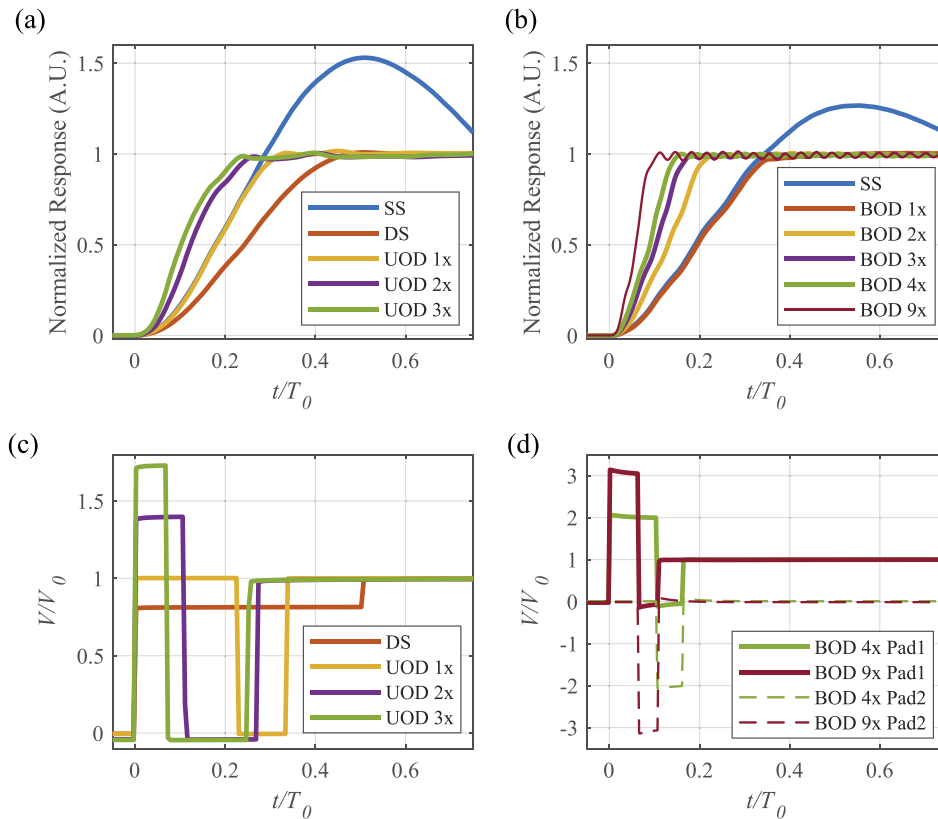 (a)
Normalized Response (A.U.)
1.5
1
0.5
0
0
0.2
0.4
0.6
t/T0
SS
DS
UOD 1x
UOD 2x
UOD 3x
(b)
Normalized Response (A.U.)
1.5
1
0.5
0
0
0.2
0.4
0.6
t/T0
SS
BOD 1x
BOD 2x
BOD 3x
BOD 4x
BOD 9x
(c)
V/V0
1.5
1
0.5
0
0
0.2
0.4
0.6
t/T0
DS
UOD 1x
UOD 2x
UOD 3x
(d)
V/V0
3
2
1
0
-1
-2
-3
0
0.2
0.4
0.6
t/T0
BOD 4x Pad1
BOD 9x Pad1
BOD 4x Pad2
BOD 9x Pad2